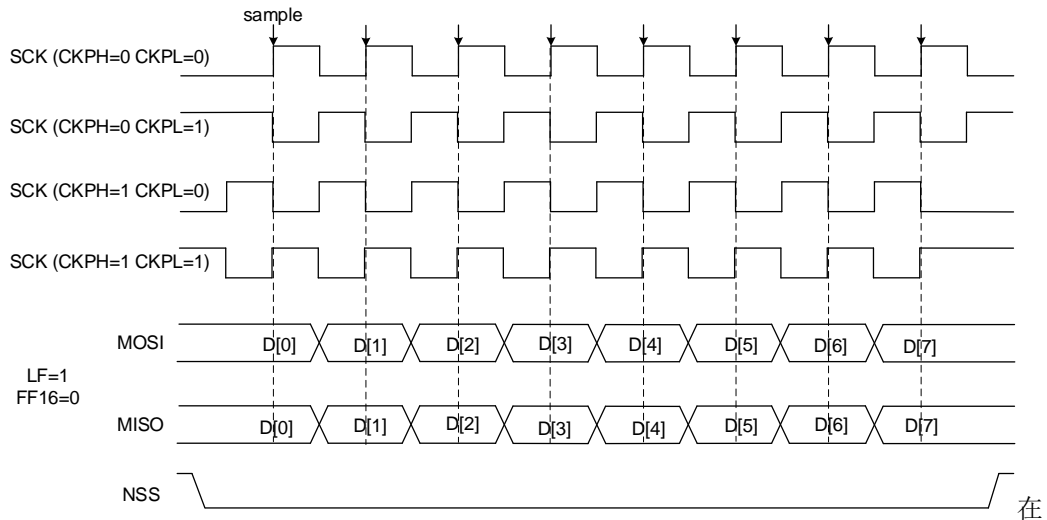 sample
SCK (CKPH=0 CKPL=0)
SCK (CKPH=0 CKPL=1)
SCK (CKPH=1 CKPL=0)
SCK (CKPH=1 CKPL=1)
MOSI D[0] D[1] D[2] D[3] D[4] D[5] D[6] D[7]
LF=1
FF16=0
MISO D[0] D[1] D[2] D[3] D[4] D[5] D[6] D[7]
NSS
在